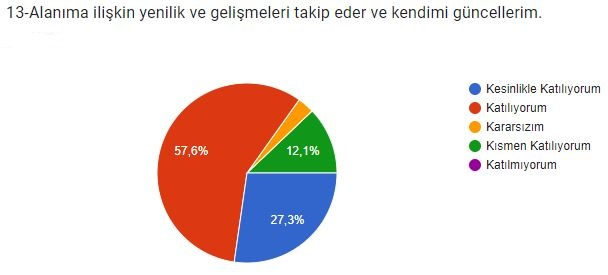 13-Alanıma ilişkin yenilik ve gelişmeleri takip eder ve kendimi güncellerim.
Kesinlikle Katılıyorum
Katılıyorum
Kararsızım
Kısmen Katılıyorum
Katılmıyorum
57,6%
12,1%
27,3%